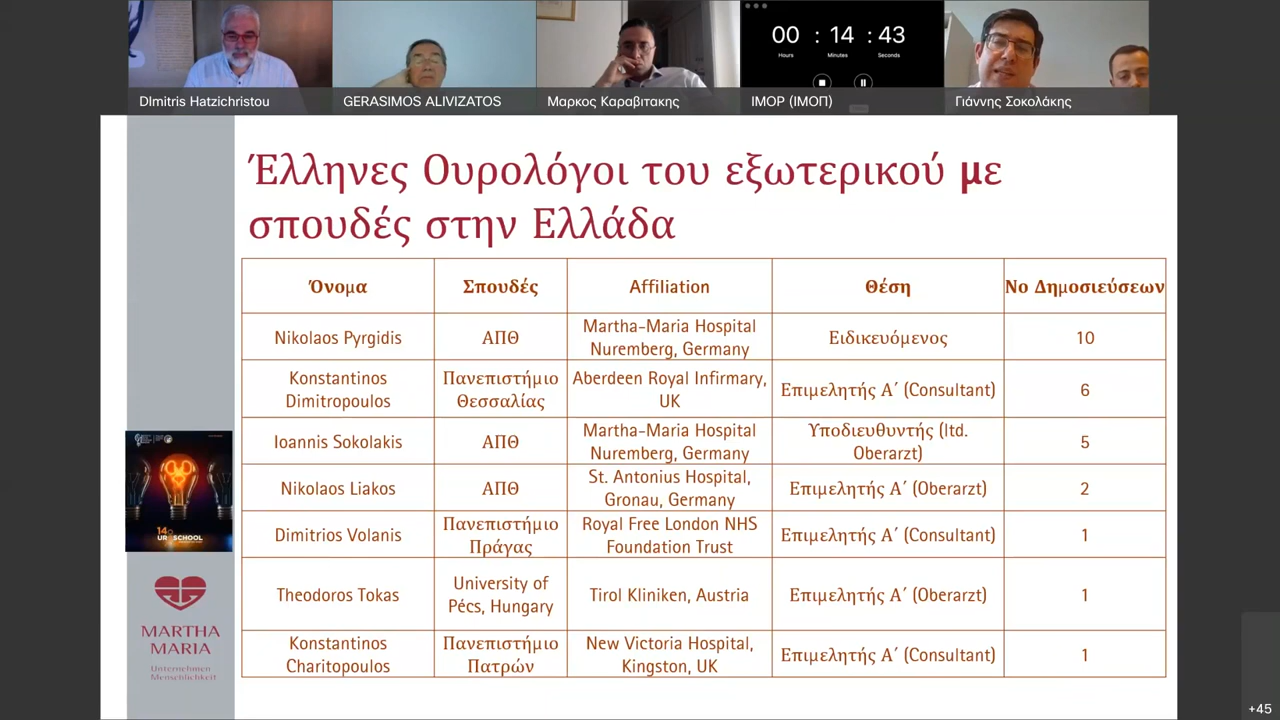 00 : 14 : 43
Hours Minutes Seconds
DImitris Hatzichristou
GERASIMOS ALIVIZATOS
Μαρκος Καραβιτακης
IMOP (ΙΜΟΠ)
Γιάννης Σοκολάκης
Έλληνες Ουρολόγοι του εξωτερικού με
σπουδές στην Ελλάδα
Όνομα
Σπουδές
Affiliation
Θέση
Νο Δημοσιεύσεων
Nikolaos Pyrgidis
ΑΠΘ
Martha-Maria Hospital
Nuremberg, Germany
Ειδικευόμενος
10
Konstantinos
Dimitropoulos
Πανεπιστήμιο
Θεσσαλίας
Aberdeen Royal Infirmary,
UK
Επιμελητής Α΄ (Consultant)
6
Ioannis Sokolakis
ΑΠΘ
Martha-Maria Hospital
Nuremberg, Germany
Υποδιευθυντής (ltd.
Oberarzt)
5
Nikolaos Liakos
ΑΠΘ
St. Antonius Hospital,
Gronau, Germany
Επιμελητής Α΄ (Oberarzt)
2
Dimitrios Volanis
Πανεπιστήμιο
Πράγας
Royal Free London NHS
Foundation Trust
Επιμελητής Α΄ (Consultant)
1
Theodoros Tokas
University of
Pécs, Hungary
Tirol Kliniken, Austria
Επιμελητής Α΄ (Oberarzt)
1
Konstantinos
Charitopoulos
Πανεπιστήμιο
Πατρών
New Victoria Hospital,
Kingston, UK
Επιμελητής Α΄ (Consultant)
1
MARTHA
MARIA
Unternehmen
Menschlichkeit
+45